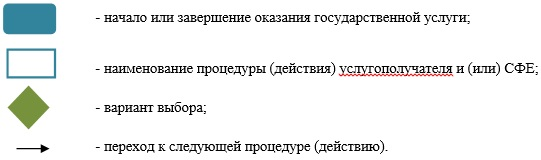 - начало или завершение оказания государственной услуги;
- наименование процедуры (действия) услугополучателя и (или) СФЕ;
- вариант выбора;
- переход к следующей процедуре (действию).